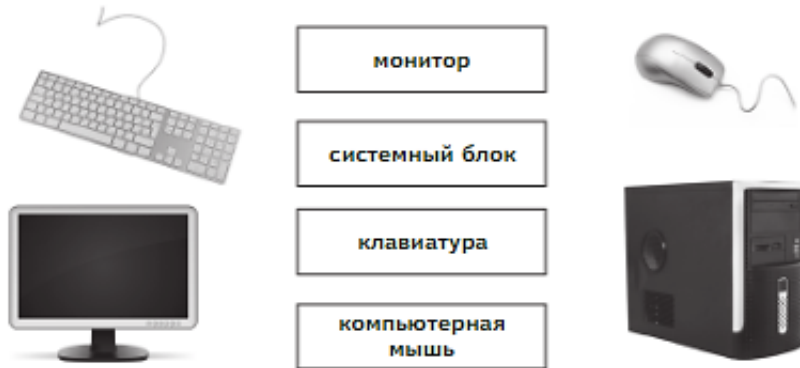 монитор
системный блок
клавиатура
компьютерная
мышь